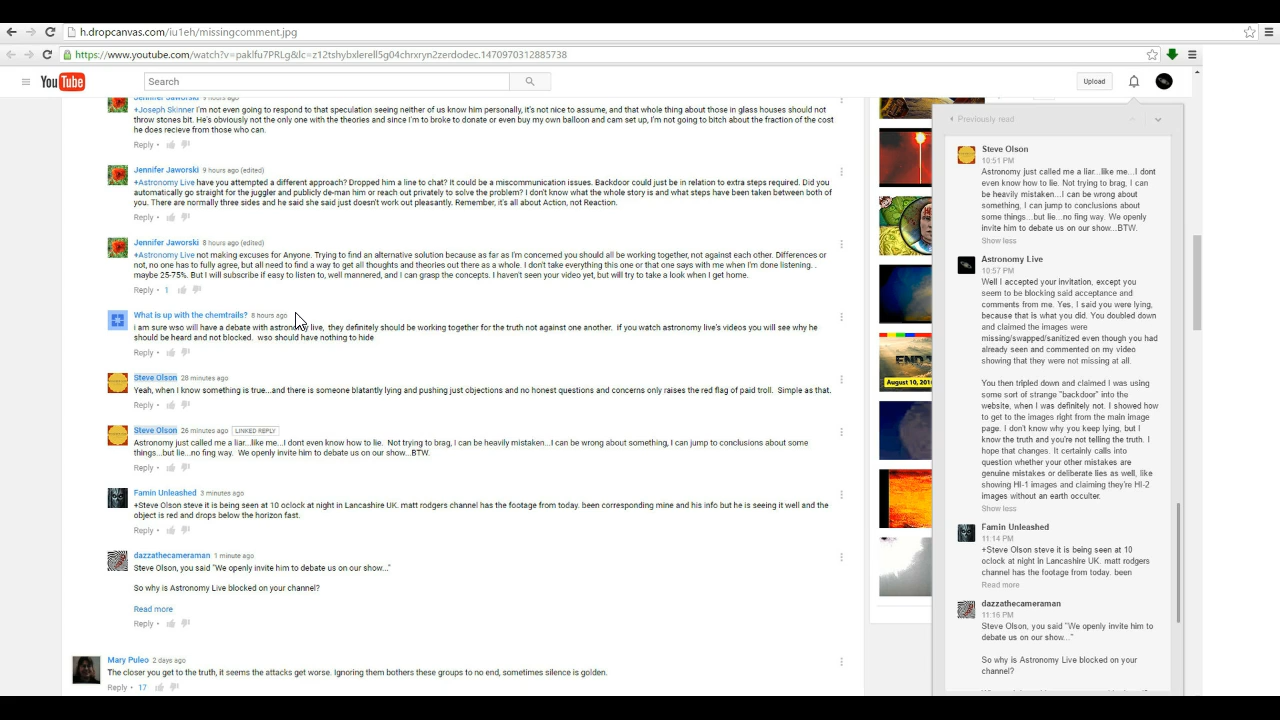 h.dropcanvas.com/iu1eh/missingcomment.jpg
https://www.youtube.com/watch?v=paklfu7PRLg&lc=z12tshybxlerell5g04chrxryn2zerdodec.1470970312885738
YouTube
Search
Upload
Jennifer Jaworski 9 hours ago
+Joseph Skinner I'm not even going to respond to that speculation seeing neither of us know him personally, it's not nice to assume, and that whole thing about those in glass houses should not
throw stones bit. He's obviously not the only one with the theories and since I'm to broke to donate or even buy my own balloon and cam set up, I'm not going to bitch about the fraction of the cost
he does recieve from those who can.
Reply •
Jennifer Jaworski 9 hours ago (edited)
+Astronomy Live have you attempted a different approach? Dropped him a line to chat? It could be a miscommunication issues. Backdoor could just be in relation to extra steps required. Did you
automatically go straight for the juggler and publicly de-man him or reach out privately to solve the problem? I don't know what the whole story is and what steps have been taken between both of
you. There are normally three sides and he said she said just doesn't work out pleasantly. Remember, it's all about Action, not Reaction.
Reply •
Jennifer Jaworski 8 hours ago (edited)
+Astronomy Live not making excuses for Anyone. Trying to find an alternative solution because as far as I'm concerned you should all be working together, not against each other. Differences or
not, no one has to fully agree, but all need to find a way to get all thoughts and theories out there as a whole. I don't take everything this one or that one says with me when I'm done listening. .
maybe 25-75%. But I will subscribe if easy to listen to, well mannered, and I can grasp the concepts. I haven't seen your video yet, but will try to take a look when I get home.
Reply • 1
What is up with the chemtrails? 8 hours ago
i am sure wso will have a debate with astronomy live, they definitely should be working together for the truth not against one another. if you watch astronomy live's videos you will see why he
should be heard and not blocked. wso should have nothing to hide
Reply •
Steve Olson 28 minutes ago
Yeah, when I know something is true...and there is someone blatantly lying and pushing just objections and no honest questions and concerns only raises the red flag of paid troll. Simple as that.
Reply •
Steve Olson 26 minutes ago LINKED REPLY
Astronomy just called me a liar...like me...I dont even know how to lie. Not trying to brag, I can be heavily mistaken...I can be wrong about something, I can jump to conclusions about some
things...but lie...no fing way. We openly invite him to debate us on our show...BTW.
Reply •
Famin Unleashed 3 minutes ago
+Steve Olson steve it is being seen at 10 oclock at night in Lancashire UK. matt rodgers channel has the footage from today. been corresponding mine and his info but he is seeing it well and the
object is red and drops below the horizon fast.
Reply •
dazzathecameraman 1 minute ago
Steve Olson, you said "We openly invite him to debate us on our show..."
So why is Astronomy Live blocked on your channel?
Read more
Reply •
Mary Puleo 2 days ago
The closer you get to the truth, it seems the attacks get worse. Ignoring them bothers these groups to no end, sometimes silence is golden.
Reply • 17
August 10, 201
Previously read
Steve Olson
10:51 PM
Astronomy just called me a liar...like me...I dont
even know how to lie. Not trying to brag, I can
be heavily mistaken...I can be wrong about
something, I can jump to conclusions about
some things...but lie...no fing way. We openly
invite him to debate us on our show...BTW.
Show less
Astronomy Live
10:57 PM
Well I accepted your invitation, except you
seem to be blocking said acceptance and
comments from me. Yes, I said you were lying,
because that is what you did. You doubled down
and claimed the images were
missing/swapped/sanitized even though you had
already seen and commented on my video
showing that they were not missing at all.
You then tripled down and claimed I was using
some sort of strange "backdoor" into the
website, when I was definitely not. I showed how
to get to the images right from the main image
page. I don't know why you keep lying, but I
know the truth and you're not telling the truth. I
hope that changes. It certainly calls into
question whether your other mistakes are
genuine mistakes or deliberate lies as well, like
showing HI-1 images and claiming they're HI-2
images without an earth occulter.
Show less
Famin Unleashed
11:14 PM
+Steve Olson steve it is being seen at 10
oclock at night in Lancashire UK. matt rodgers
channel has the footage from today. been
Read more
dazzathecameraman
11:16 PM
Steve Olson, you said "We openly invite him to
debate us on our show..."
So why is Astronomy Live blocked on your
channel?